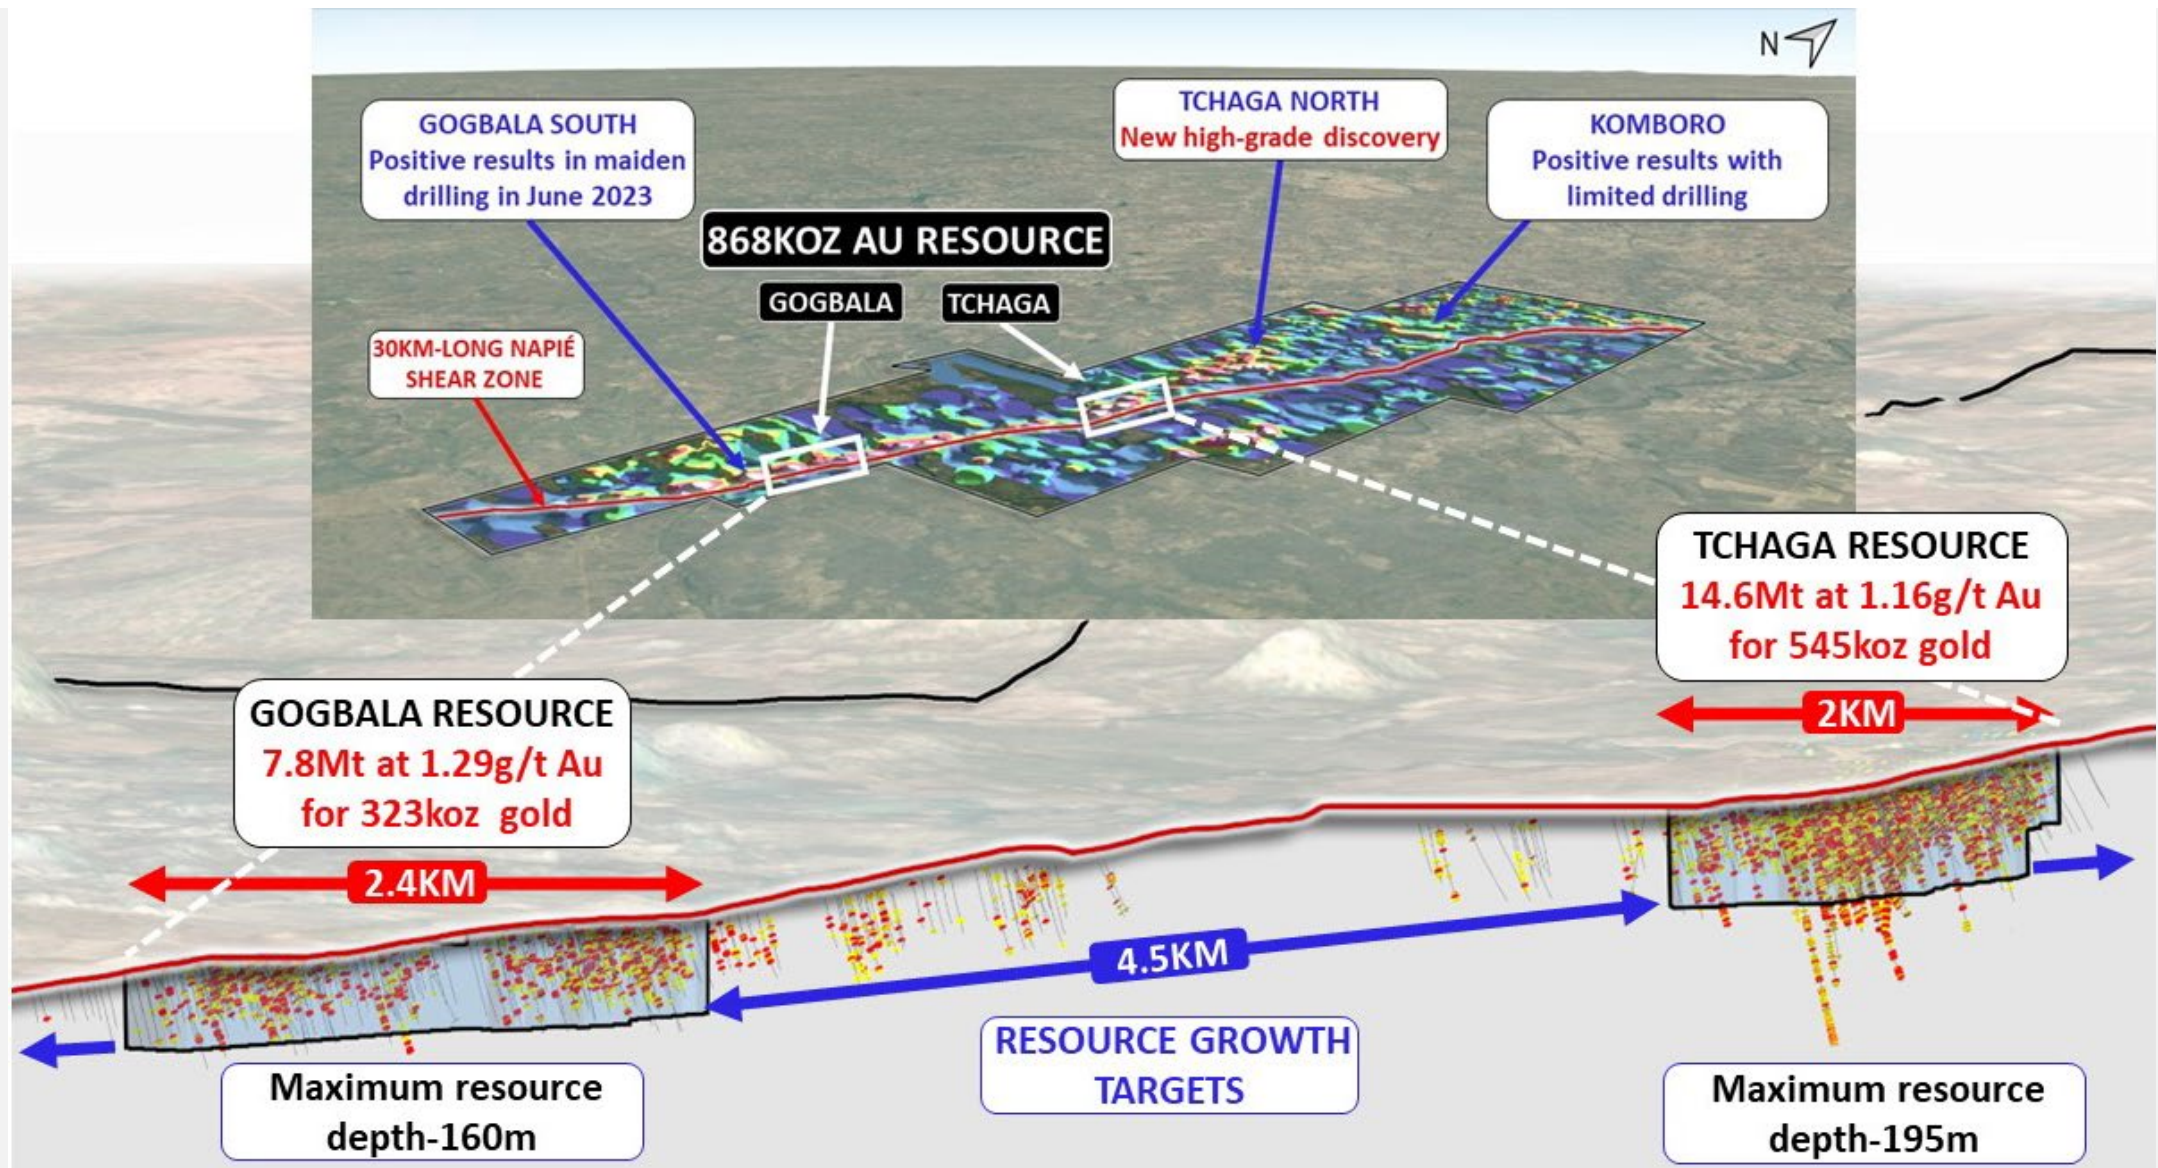 N
GOGBALA SOUTH
Positive results in maiden
drilling in June 2023
TCHAGA NORTH
New high-grade discovery
KOMBORO
Positive results with
limited drilling
868KOZ AU RESOURCE
GOGBALA
TCHAGA
30KM-LONG NAPIÉ
SHEAR ZONE
TCHAGA RESOURCE
14.6Mt at 1.16g/t Au
for 545koz gold
2KM
GOGBALA RESOURCE
7.8Mt at 1.29g/t Au
for 323koz gold
2.4KM
4.5KM
RESOURCE GROWTH
TARGETS
Maximum resource
depth-160m
Maximum resource
depth-195m